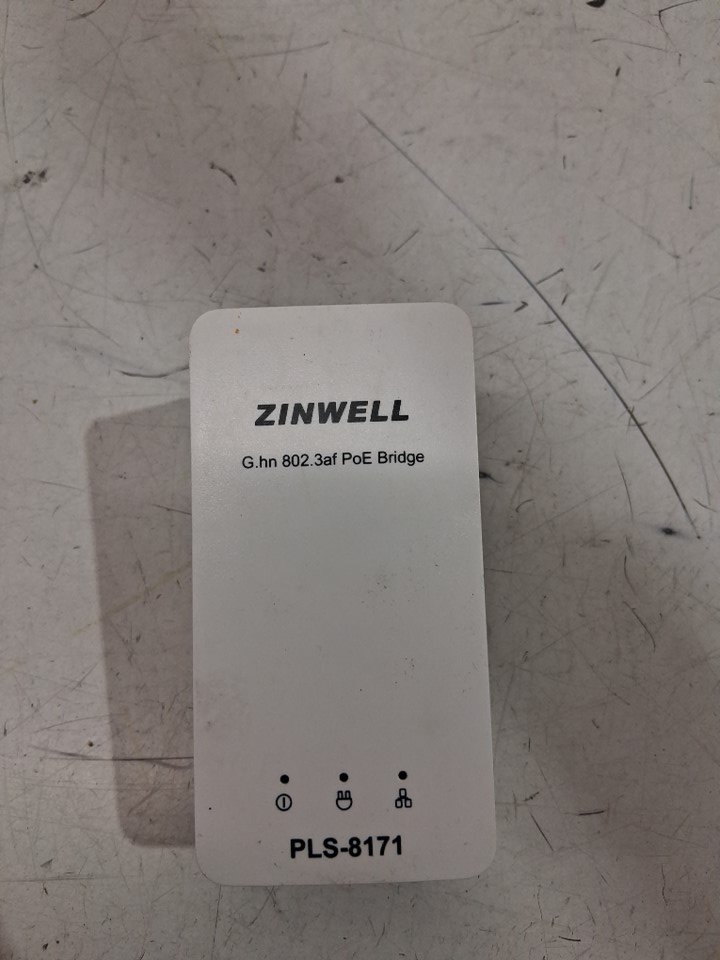 ZINWELL
G.hn 802.3af PoE Bridge
PLS-8171